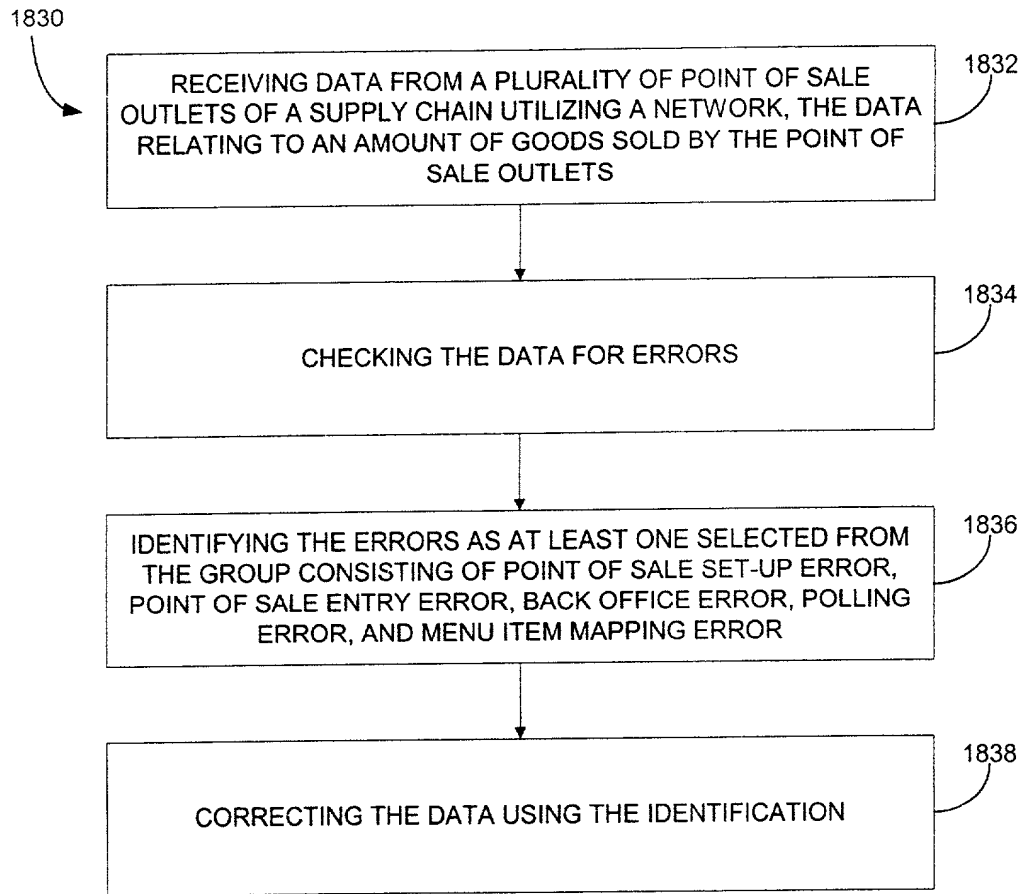 1830
1832
RECEIVING DATA FROM A PLURALITY OF POINT OF SALE
OUTLETS OF A SUPPLY CHAIN UTILIZING A NETWORK, THE DATA
RELATING TO AN AMOUNT OF GOODS SOLD BY THE POINT OF
SALE OUTLETS
1834
CHECKING THE DATA FOR ERRORS
1836
IDENTIFYING THE ERRORS AS AT LEAST ONE SELECTED FROM
THE GROUP CONSISTING OF POINT OF SALE SET-UP ERROR,
POINT OF SALE ENTRY ERROR, BACK OFFICE ERROR, POLLING
ERROR, AND MENU ITEM MAPPING ERROR
1838
CORRECTING THE DATA USING THE IDENTIFICATION